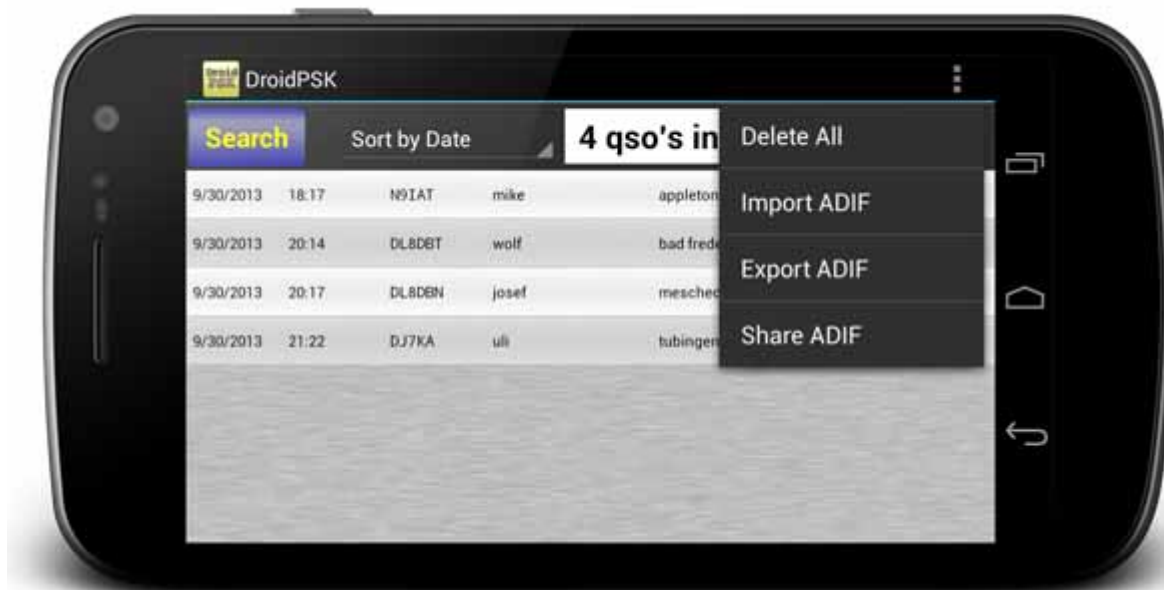 DroidPSK
Search Sort by Date 4 qso's in
Delete All
Import ADIF
Export ADIF
Share ADIF
9/30/2013 18:17 N9IAT mike appleton
9/30/2013 20:14 DL8DBT wolf bad frede
9/30/2013 20:17 DL8DBN josef mesched
9/30/2013 21:22 DJ7KA uli tubingen